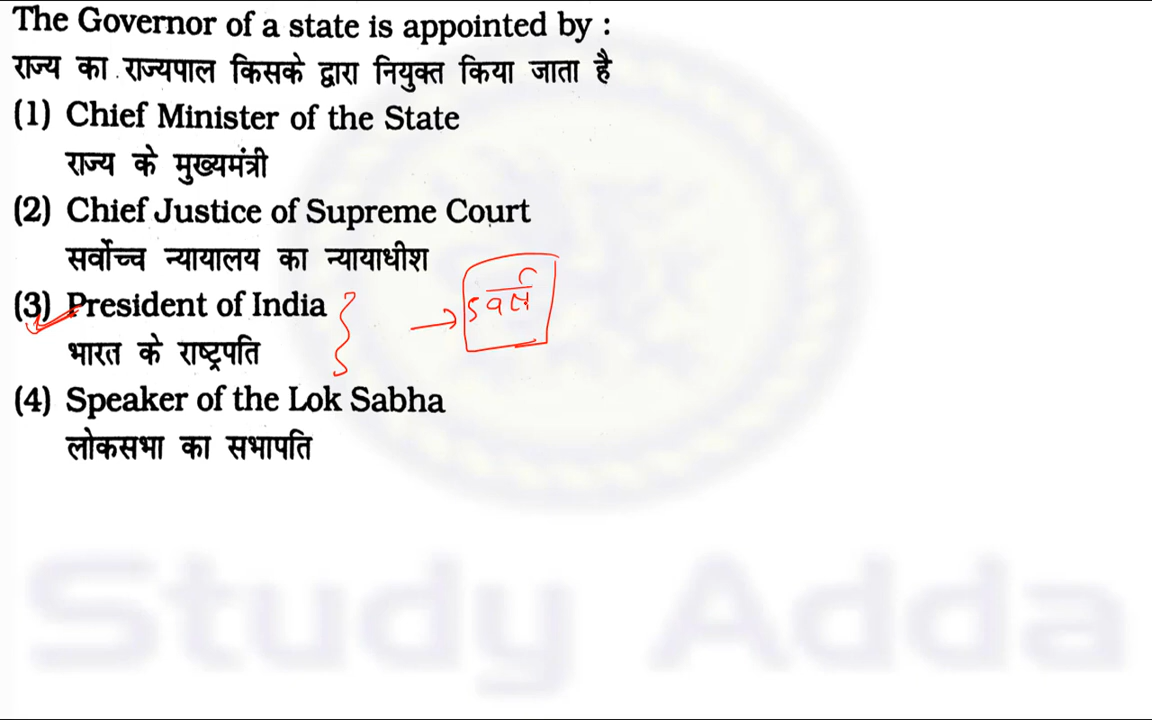 The Governor of a state is appointed by :
राज्य का राज्यपाल किसके द्वारा नियुक्त किया जाता है
(1) Chief Minister of the State
राज्य के मुख्यमंत्री
(2) Chief Justice of Supreme Court
सर्वोच्च न्यायालय का न्यायाधीश
(3) President of India
भारत के राष्ट्रपति
5 वर्ष
(4) Speaker of the Lok Sabha
लोकसभा का सभापति
Study Adda